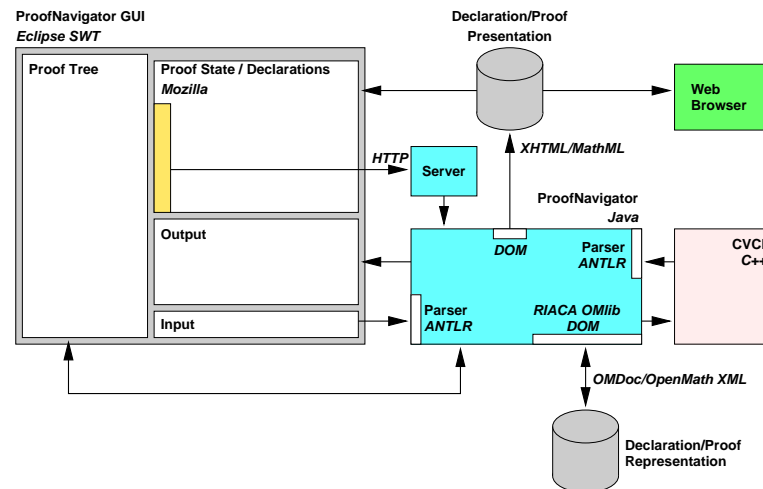 ProofNavigator GUI
Eclipse SWT
Declaration/Proof
Presentation
Proof Tree
Proof State / Declarations
Mozilla
Web
Browser
HTTP
XHTML/MathML
Server
ProofNavigator
Java
Output
DOM
Parser
ANTLR
C++
Input
Parser
ANTLR
RIACA OMlib
DOM
OMDoc/OpenMath XML
Declaration/Proof
Representation